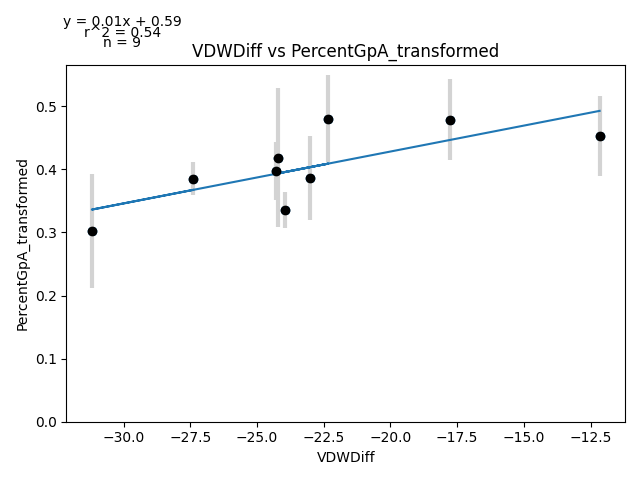 y = 0.01x + 0.59
r^2 = 0.54
n = 9
VDWDiff vs PercentGpA_transformed
PercentGpA_transformed
0.5
0.4
0.3
0.2
0.1
0.0
−30.0 −27.5 −25.0 −22.5 −20.0 −17.5 −15.0 −12.5
VDWDiff